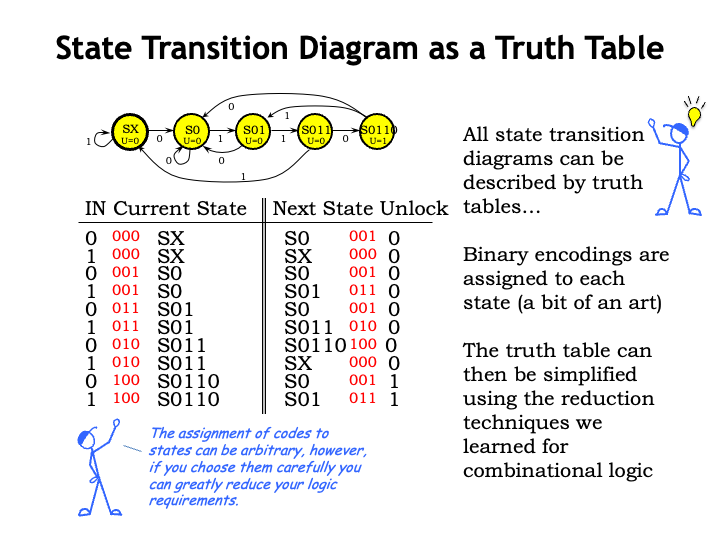 State Transition Diagram as a Truth Table
0
1
SX
U=0
S0
U=0
S01
U=0
S011
U=0
S0110
U=1
1
0
1
1
0
0
0
1
IN Current State Next State Unlock
0 000 SX S0 001 0
1 000 SX SX 000 0
0 001 S0 S0 001 0
1 001 S0 S01 011 0
0 011 S01 S0 001 0
1 011 S01 S011 010 0
0 010 S011 S0110 100 0
1 010 S011 SX 000 0
0 100 S0110 S0 001 1
1 100 S0110 S01 011 1
The assignment of codes to
states can be arbitrary, however,
if you choose them carefully you
can greatly reduce your logic
requirements.
All state transition
diagrams can be
described by truth
tables…
Binary encodings are
assigned to each
state (a bit of an art)
The truth table can
then be simplified
using the reduction
techniques we
learned for
combinational logic